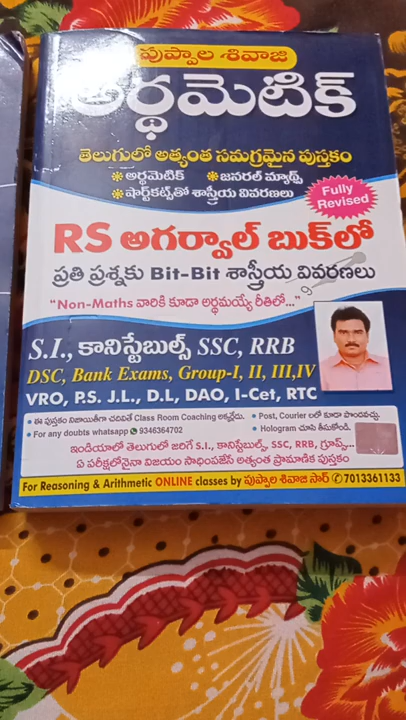 పుప్పాల శివాజి
అర్థమెటిక్
తెలుగులో అత్యంత సమగ్రమైన పుస్తకం
❋అర్థమెటిక్ ❋జనరల్ మ్యాథ్స్
❋షార్ట్‌కట్స్‌తో శాస్త్రీయ వివరణలు
Fully
Revised
RS అగర్వాల్ బుక్‌లో
ప్రతి ప్రశ్నకు Bit-Bit శాస్త్రీయ వివరణలు
"Non-Maths వారికి కూడా అర్థమయ్యే రీతిలో..."
S.I., కానిస్టేబుల్స్ SSC, RRB
DSC, Bank Exams, Group-I, II, III,IV
VRO, P.S. J.L., D.L, DAO, I-Cet, RTC
• ఈ పుస్తకం నిజాయితీగా చదివితే Class Room Coaching అక్కర్లేదు. • Post, Courier లలో కూడా పొందవచ్చు.
• For any doubts whatsapp 9346364702 • Hologram చూసి తీసుకోండి.
ఇండియాలో తెలుగులో జరిగే S.I., కానిస్టేబుల్స్, SSC, RRB, గ్రూప్స్...
ఏ పరీక్షలోనైనా విజయం సాధింపజేసే అత్యంత ప్రామాణిక పుస్తకం
For Reasoning & Arithmetic ONLINE classes by పుప్పాల శివాజి సార్ ✆7013361133